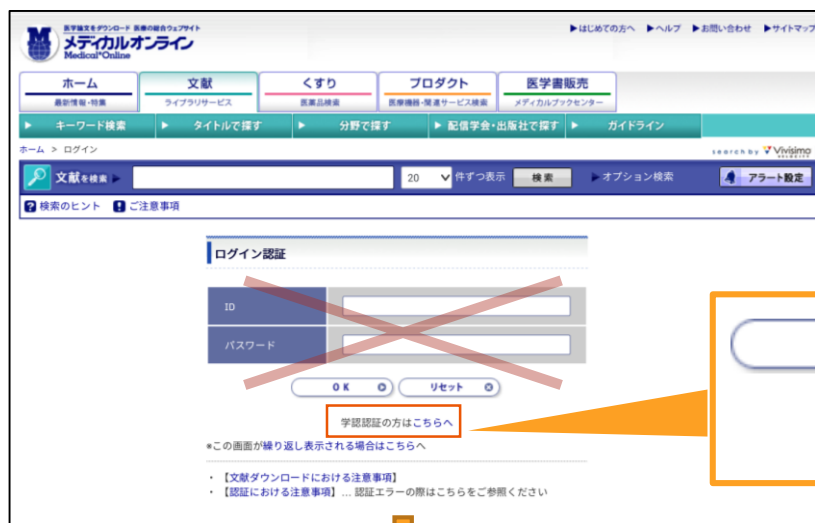 医学論文をダウンロード 医療の総合ウェブサイト
メディカルオンライン
Medical*Online
▶はじめての方へ ▶ヘルプ ▶お問い合わせ ▶サイトマップ
ホーム 文献 くすり プロダクト 医学書販売
最新情報・特集 ライブラリサービス 医薬品検索 医療機器・関連サービス検索 メディカルブックセンター
▶ キーワード検索 ▶ タイトルで探す ▶ 分野で探す ▶ 配信学会・出版社で探す ▶ ガイドライン
ホーム > ログイン
search by Vivisimo
文献を検索 ▶ 20 件ずつ表示 検索 ▶オプション検索 アラート設定
? 検索のヒント ! ご注意事項
ログイン認証
ID
パスワード
OK リセット
学認認証の方はこちらへ
※この画面が繰り返し表示される場合はこちらへ
・ 【文献ダウンロードにおける注意事項】
・ 【認証における注意事項】... 認証エラーの際はこちらをご参照ください